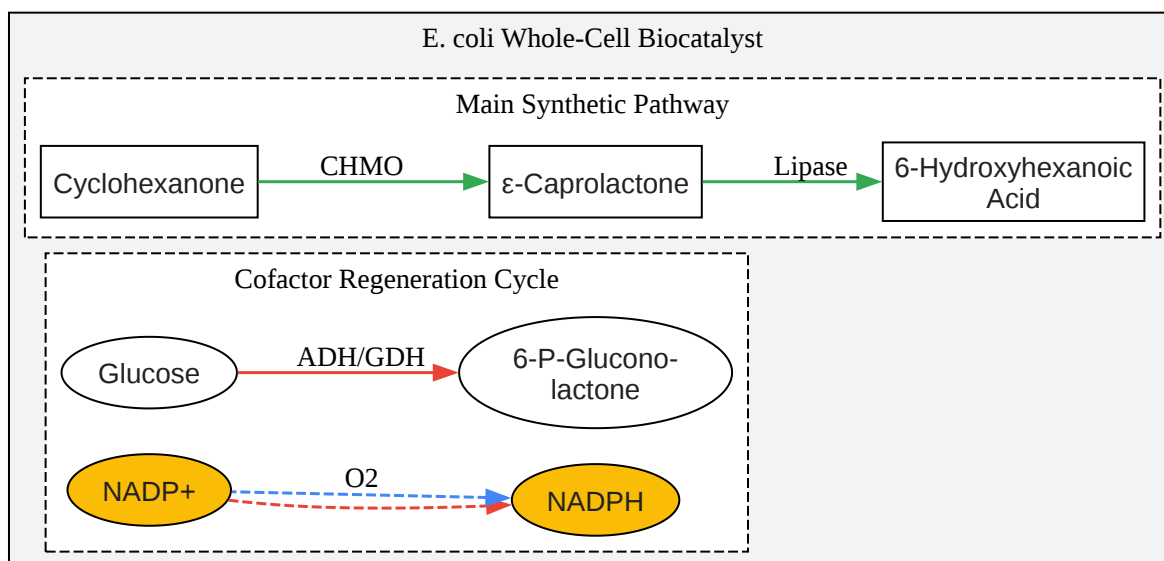 E. coli Whole-Cell Biocatalyst
Main Synthetic Pathway
Cyclohexanone
CHMO
ε-Caprolactone
Lipase
6-Hydroxyhexanoic
Acid
Cofactor Regeneration Cycle
Glucose
ADH/GDH
6-P-Glucono-
lactone
NADP+
O2
NADPH